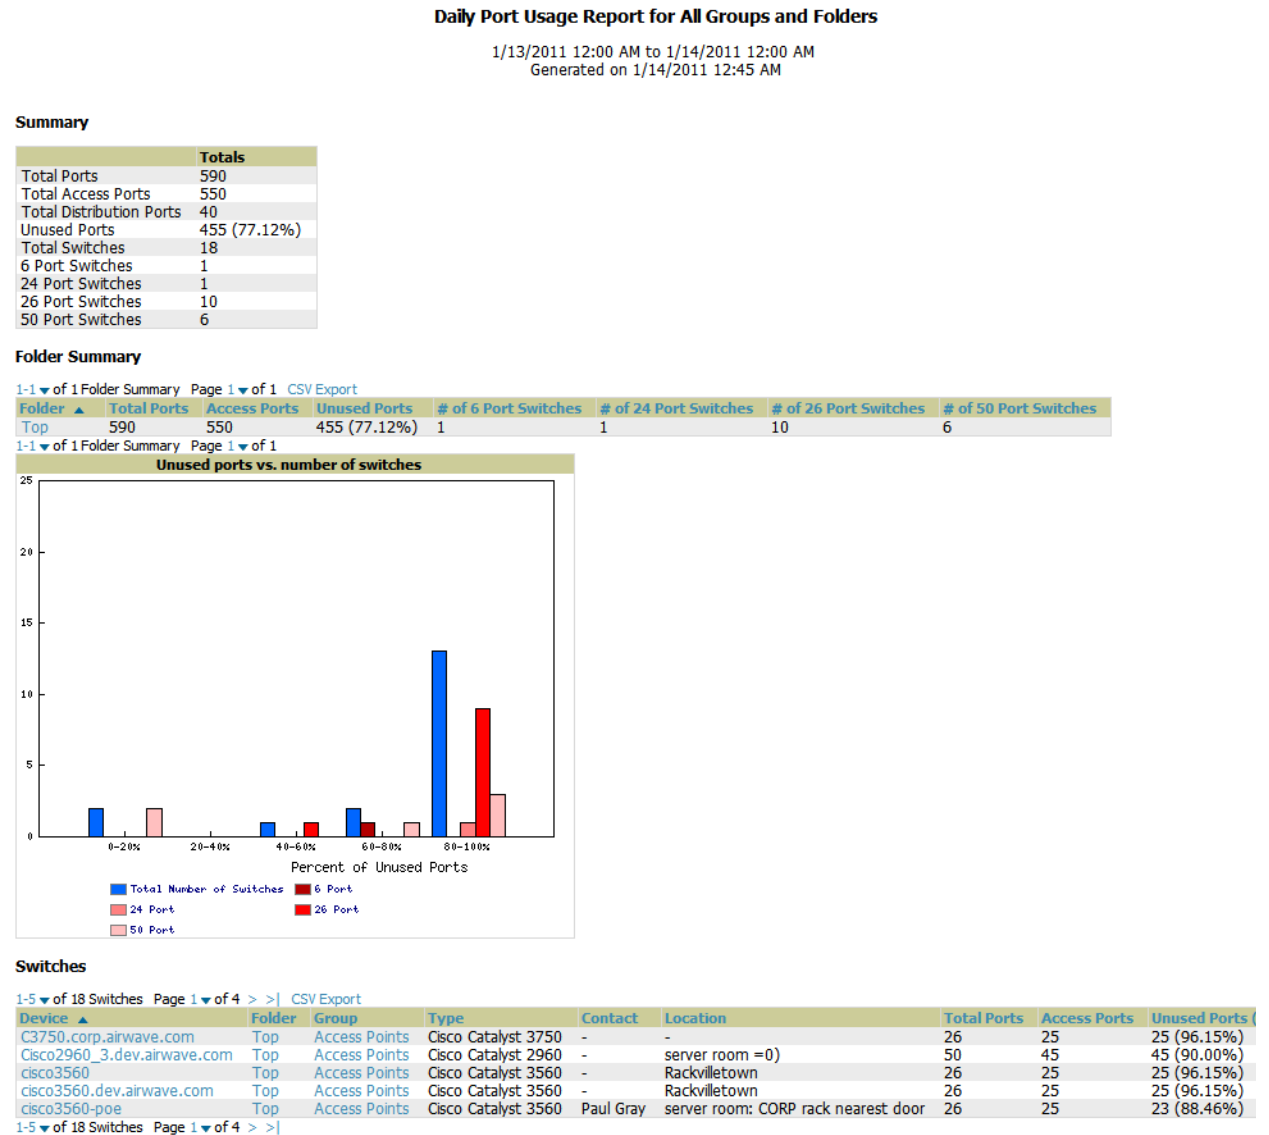 Daily Port Usage Report for All Groups and Folders
1/13/2011 12:00 AM to 1/14/2011 12:00 AM
Generated on 1/14/2011 12:45 AM
Summary
Totals
Total Ports 590
Total Access Ports 550
Total Distribution Ports 40
Unused Ports 455 (77.12%)
Total Switches 18
6 Port Switches 1
24 Port Switches 1
26 Port Switches 10
50 Port Switches 6
Folder Summary
1-1 ▼ of 1 Folder Summary Page 1 ▼ of 1 CSV Export
Folder ▲ Total Ports Access Ports Unused Ports # of 6 Port Switches # of 24 Port Switches # of 26 Port Switches # of 50 Port Switches
Top 590 550 455 (77.12%) 1 1 10 6
1-1 ▼ of 1 Folder Summary Page 1 ▼ of 1
Unused ports vs. number of switches
25
20
15
10
5
0
0-20% 20-40% 40-60% 60-80% 80-100%
Percent of Unused Ports
Total Number of Switches 6 Port
24 Port 26 Port
50 Port
Switches
1-5 ▼ of 18 Switches Page 1 ▼ of 4 > >| CSV Export
Device ▲ Folder Group Type Contact Location Total Ports Access Ports Unused Ports (
C3750.corp.airwave.com Top Access Points Cisco Catalyst 3750 - - 26 25 25 (96.15%)
Cisco2960_3.dev.airwave.com Top Access Points Cisco Catalyst 2960 - server room =0) 50 45 45 (90.00%)
cisco3560 Top Access Points Cisco Catalyst 3560 - Rackvilletown 26 25 25 (96.15%)
cisco3560.dev.airwave.com Top Access Points Cisco Catalyst 3560 - Rackvilletown 26 25 25 (96.15%)
cisco3560-poe Top Access Points Cisco Catalyst 3560 Paul Gray server room: CORP rack nearest door 26 25 23 (88.46%)
1-5 ▼ of 18 Switches Page 1 ▼ of 4 > >|